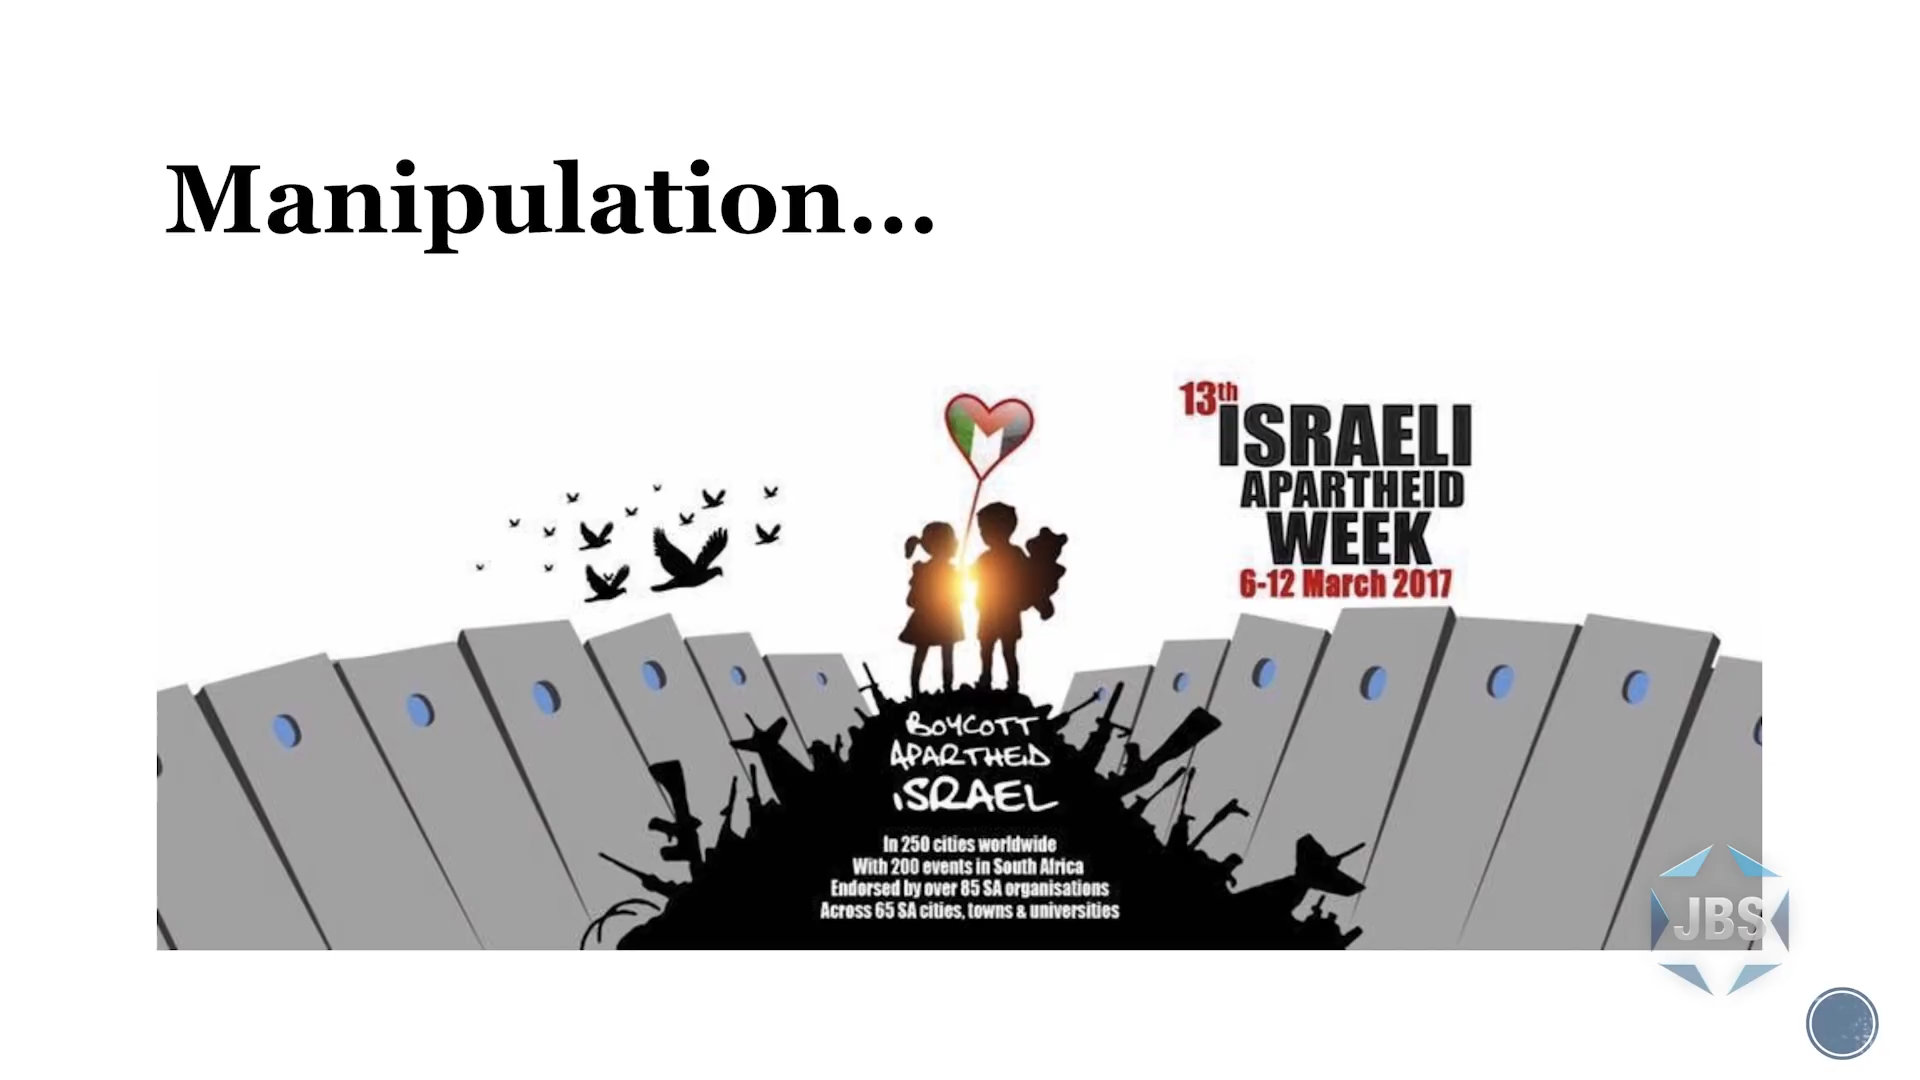 Manipulation...
13th
ISRAELI
APARTHEID
WEEK
6-12 March 2017
BOYCOTT
APARTHEID
iSRAEL
In 250 cities worldwide
With 200 events in South Africa
Endorsed by over 85 SA organisations
Across 65 SA cities, towns & universities
JBS